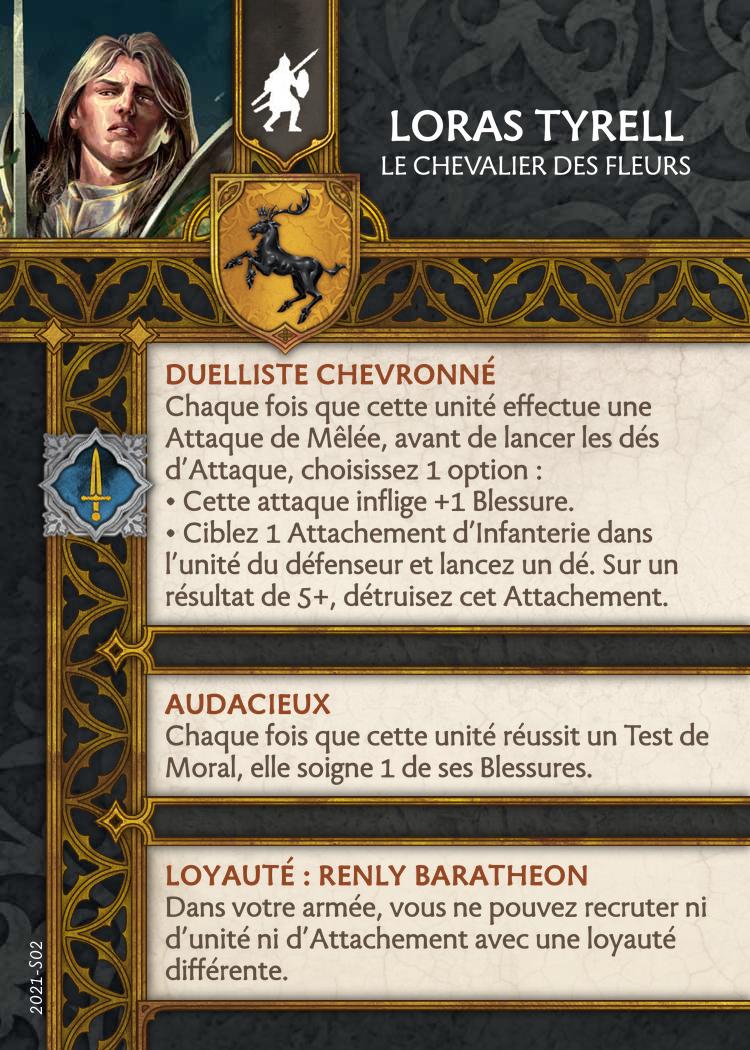 LORAS TYRELL
LE CHEVALIER DES FLEURS
DUELLISTE CHEVRONNÉ
Chaque fois que cette unité effectue une
Attaque de Mêlée, avant de lancer les dés
d'Attaque, choisissez 1 option :
• Cette attaque inflige +1 Blessure.
• Ciblez 1 Attachement d'Infanterie dans
l'unité du défenseur et lancez un dé. Sur un
résultat de 5+, détruisez cet Attachement.
AUDACIEUX
Chaque fois que cette unité réussit un Test de
Moral, elle soigne 1 de ses Blessures.
LOYAUTÉ : RENLY BARATHEON
Dans votre armée, vous ne pouvez recruter ni
d'unité ni d'Attachement avec une loyauté
différente.
2021-S02